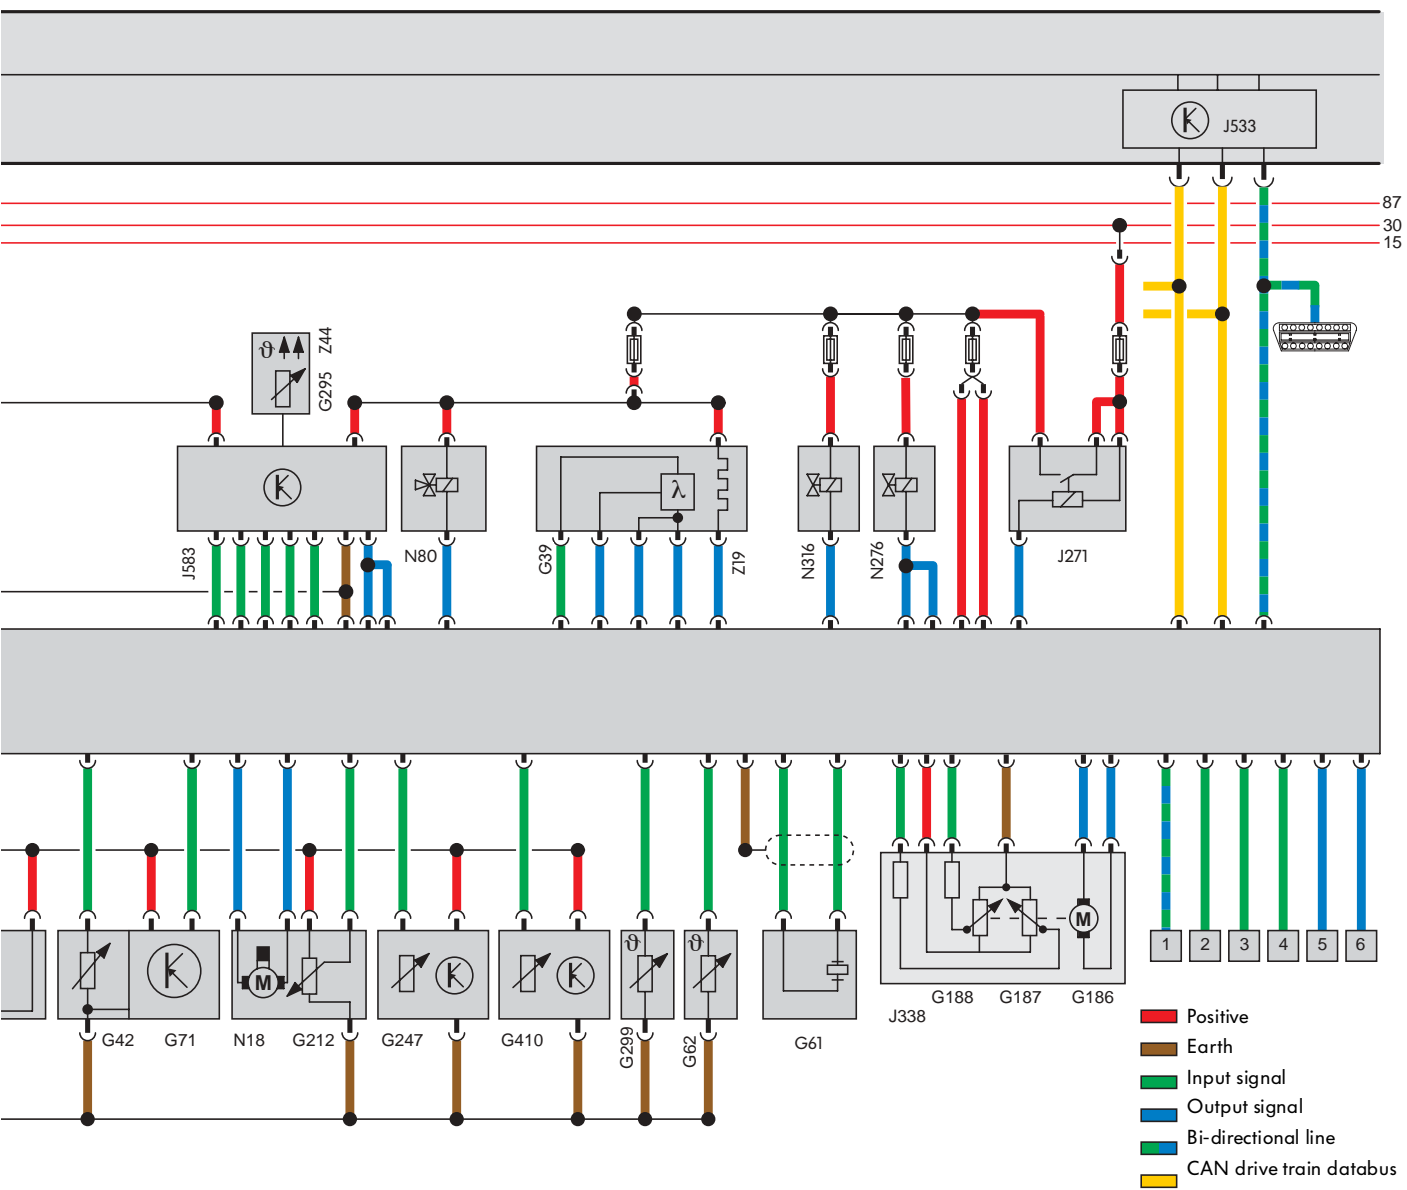 J533
87
30
15
ϑ
Z44
G295
λ
J583
N80
G39
Z19
N316
N276
J271
M
ϑ
ϑ
M
1 2 3 4 5 6
G42 G71 N18 G212 G247 G410 G299 G62 G61
G188 G187 G186
J338
Positive
Earth
Input signal
Output signal
Bi-directional line
CAN drive train databus